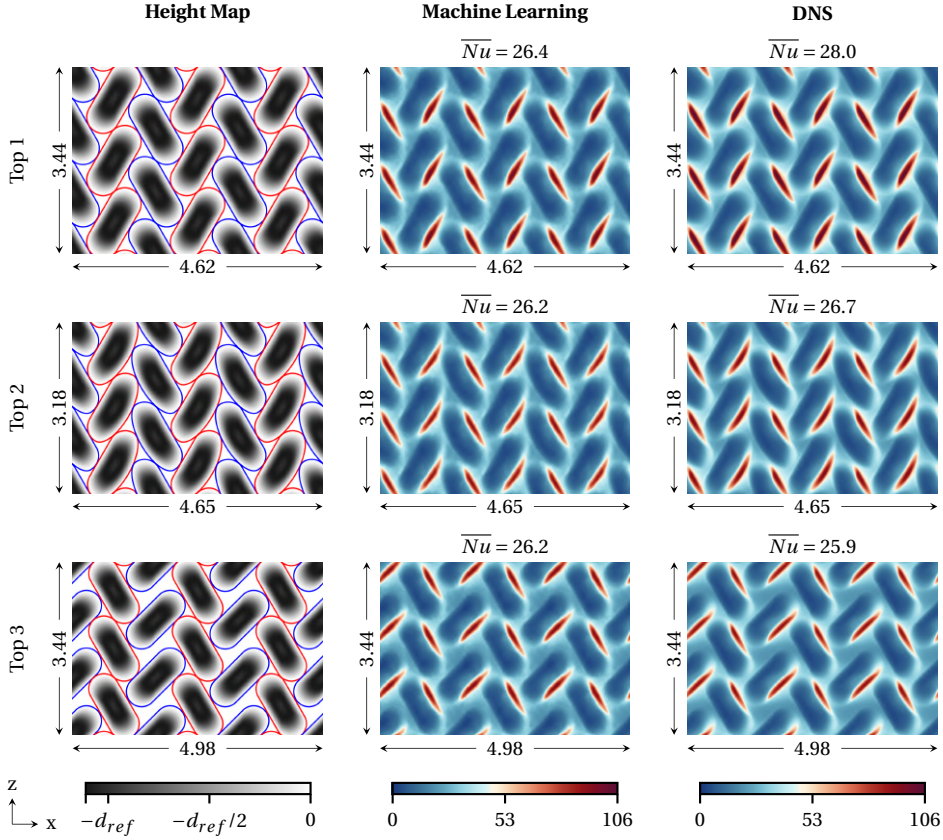 Height Map Machine Learning DNS
$\overline{Nu}$ = 26.4 $\overline{Nu}$ = 28.0
Top 1 3.44 3.44 3.44
4.62 4.62 4.62
$\overline{Nu}$ = 26.2 $\overline{Nu}$ = 26.7
Top 2 3.18 3.18 3.18
4.65 4.65 4.65
$\overline{Nu}$ = 26.2 $\overline{Nu}$ = 25.9
Top 3 3.44 3.44 3.44
4.98 4.98 4.98
z
x
$-d_{ref}$ $-d_{ref}/2$ 0 0 53 106 0 53 106